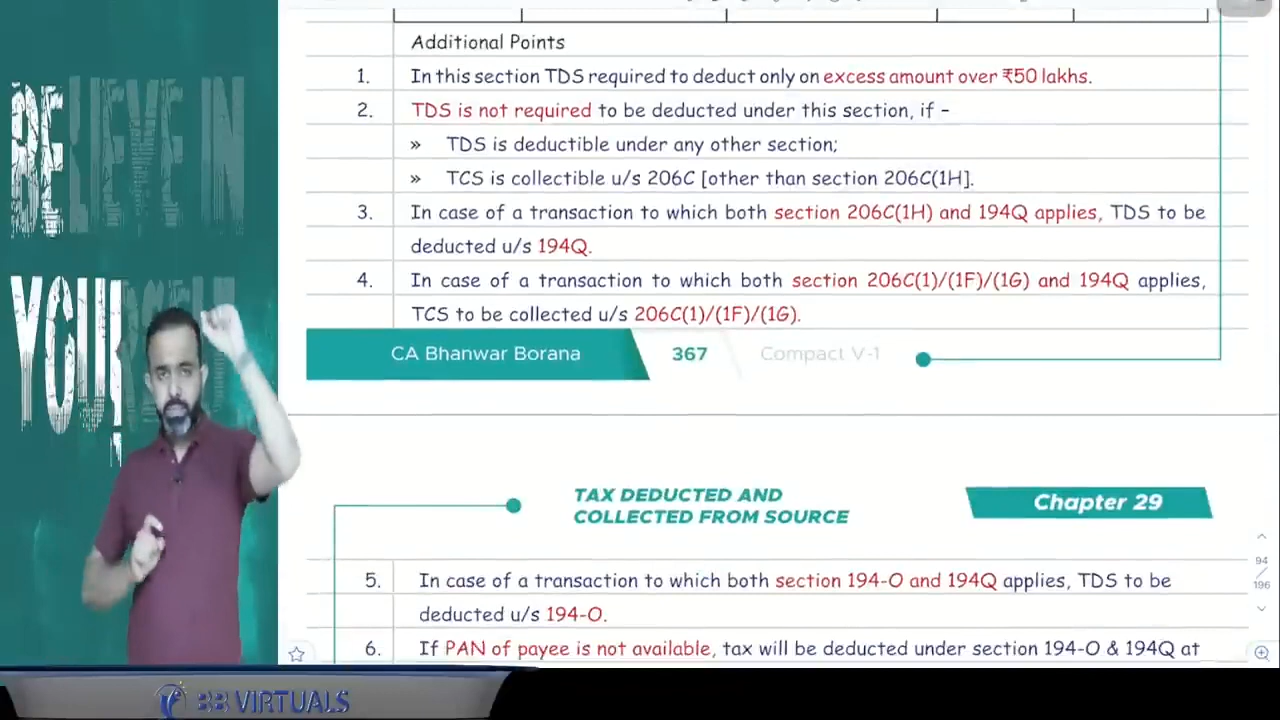 BELIEVE IN
YOURSELF
Additional Points
1. In this section TDS required to deduct only on excess amount over ₹50 lakhs.
2. TDS is not required to be deducted under this section, if –
» TDS is deductible under any other section;
» TCS is collectible u/s 206C [other than section 206C(1H].
3. In case of a transaction to which both section 206C(1H) and 194Q applies, TDS to be
deducted u/s 194Q.
4. In case of a transaction to which both section 206C(1)/(1F)/(1G) and 194Q applies,
TCS to be collected u/s 206C(1)/(1F)/(1G).
CA Bhanwar Borana 367 Compact V-1
TAX DEDUCTED AND
COLLECTED FROM SOURCE
Chapter 29
5. In case of a transaction to which both section 194-O and 194Q applies, TDS to be
deducted u/s 194-O.
6. If PAN of payee is not available, tax will be deducted under section 194-O & 194Q at
94
196
BB VIRTUALS